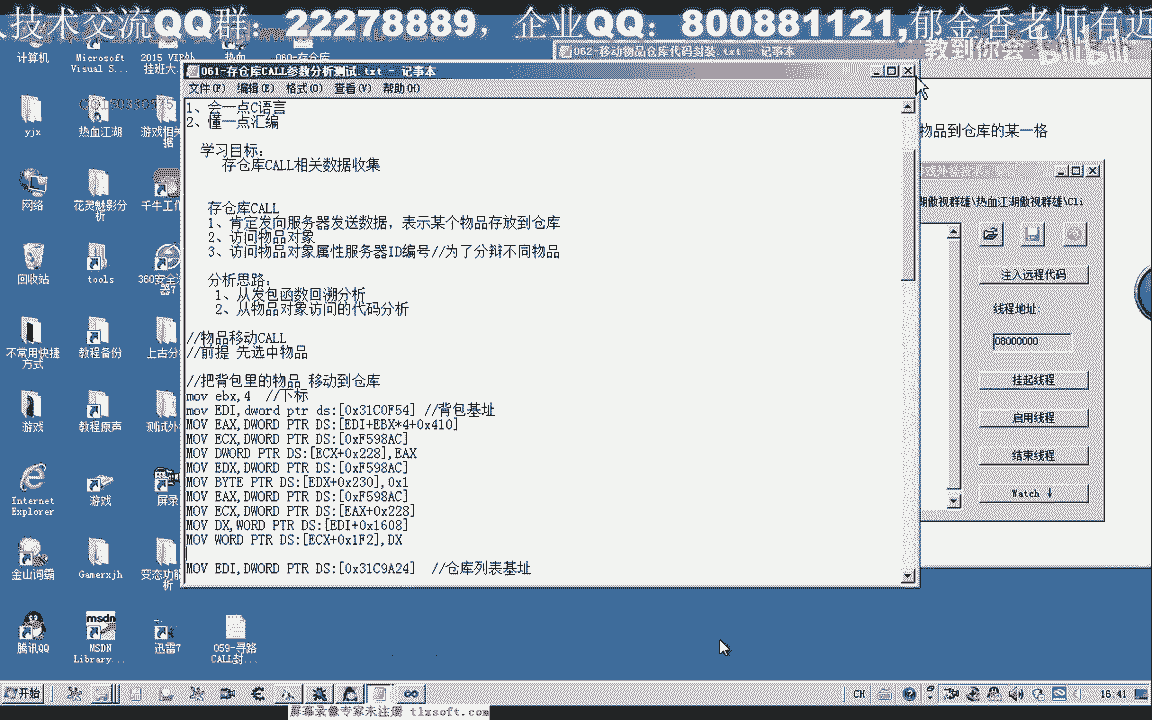 人技术交流QQ群：22278889，企业QQ：800881121,郁金香老师有近
教到你会
bilibili
计算机
Microsoft Visual S...
2015 VIP外挂班大...
热血
060-存仓库
062-移动物品仓库代码封装.txt - 记事本
061-存仓库CALL参数分析测试.txt - 记事本
文件(F) 编辑(E) 格式(O) 查看(V) 帮助(H)
1、会一点C语言
2、懂一点汇编
学习目标:
存仓库CALL相关数据收集
存仓库CALL
1、肯定发向服务器发送数据，表示某个物品存放到仓库
2、访问物品对象
3、访问物品对象属性服务器ID编号//为了分辩不同物品
分析思路:
1、从发包函数回溯分析
2、从物品对象访问的代码分析
//物品移动CALL
//前提 先选中物品
//把背包里的物品 移动到仓库
mov ebx,4 //下标
mov EDI,dword ptr ds:[0x31C0F54] //背包基址
MOV EAX,DWORD PTR DS:[EDI+EBX*4+0x410]
MOV ECX,DWORD PTR DS:[0xF598AC]
MOV DWORD PTR DS:[ECX+0x228],EAX
MOV EDX,DWORD PTR DS:[0xF598AC]
MOV BYTE PTR DS:[EDX+0x230],0x1
MOV EAX,DWORD PTR DS:[0xF598AC]
MOV ECX,DWORD PTR DS:[EAX+0x228]
MOV DX,WORD PTR DS:[EDI+0x1608]
MOV WORD PTR DS:[ECX+0x1F2],DX
MOV EDI,DWORD PTR DS:[0x31C9A24] //仓库列表基址
物品到仓库的某一格
湖傲视群雄\热血江湖傲视群雄\Cli
注入远程代码
线程地址:
08000000
挂起线程
启用线程
结束线程
Watch ↓
yjx
热血江湖
游戏相关数据
网络
花灵魅影分析
千牛工作
回收站
tools
360安全浏览器7
不常用快捷方式
教程备份
上古分析
游戏
教程原声
测试外
Internet Explorer
游戏
屏录
金山词霸
Gamerxjh
变态功能分析
腾讯QQ
MSDN Library...
迅雷7
059-寻路CALL封...
开始
CH
16:41
屏幕录像专家未注册 tlxsoft.com